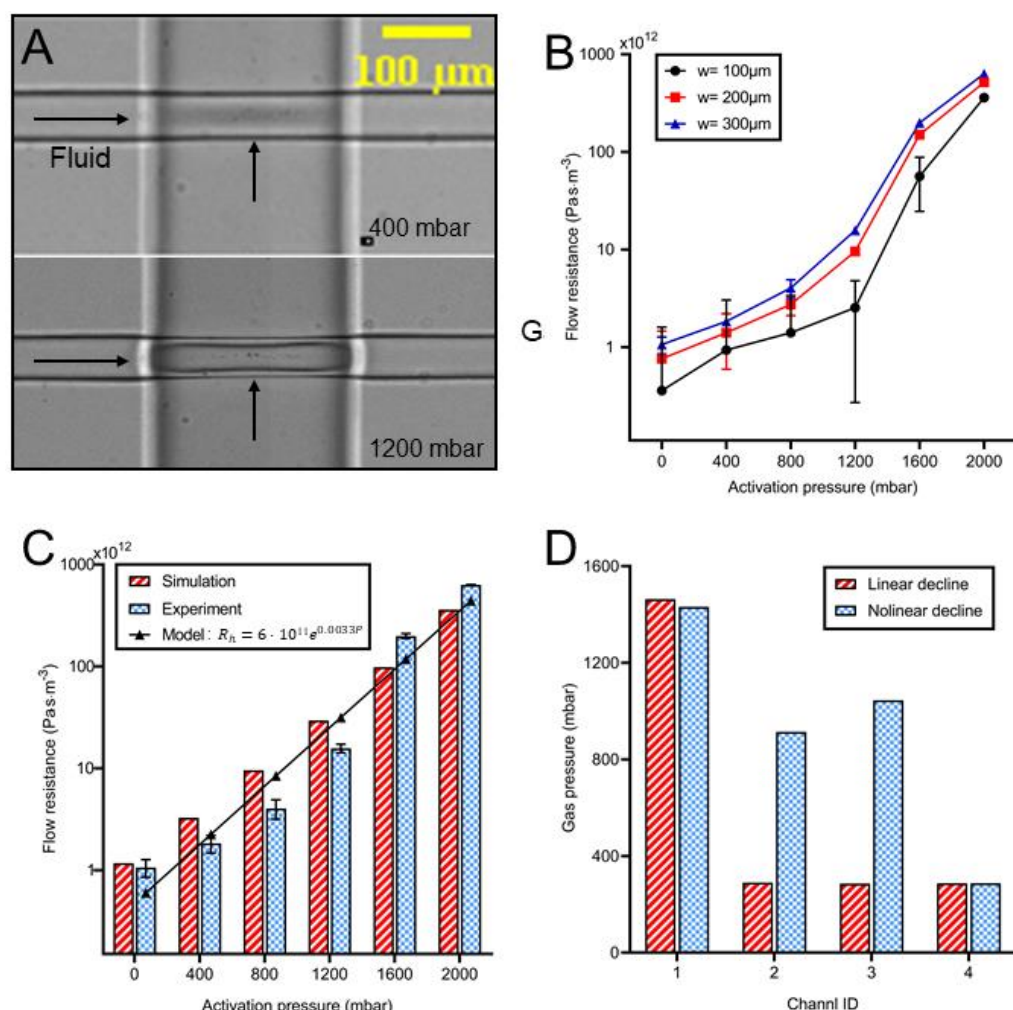 A
100 μm
Fluid
400 mbar
1200 mbar
B
x10¹²
1000
100
10
1
Flow resistance (Pas·m⁻³)
w= 100μm
w= 200μm
w= 300μm
0 400 800 1200 1600 2000
Activation pressure (mbar)
G
C
x10¹²
1000
100
10
1
Flow resistance (Pas·m⁻³)
Simulation
Experiment
Model: R_h = 6 · 10¹¹e^0.0033P
0 400 800 1200 1600 2000
Activation pressure (mbar)
D
1600
1200
800
400
0
Gas pressure (mbar)
Linear decline
Nolinear decline
1 2 3 4
Channl ID